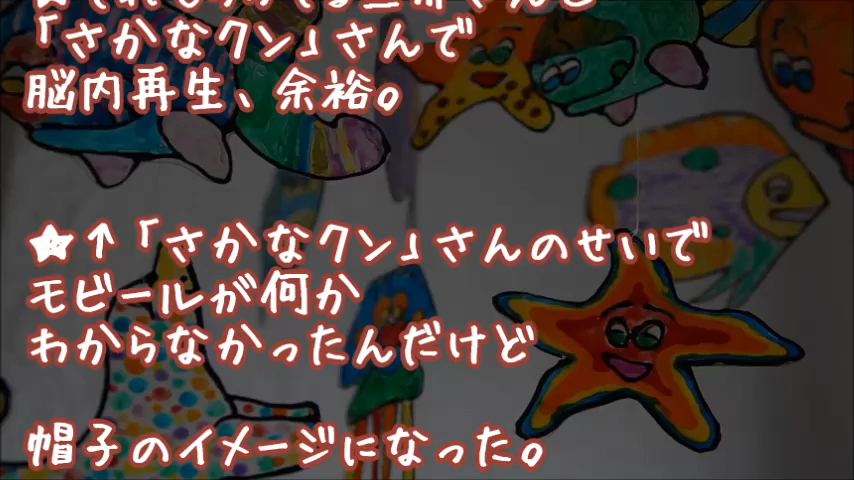 「さかなクン」さんで
脳内再生、余裕。
★↑「さかなクン」さんのせいで
モビールが何か
わからなかったんだけど
帽子のイメージになった。